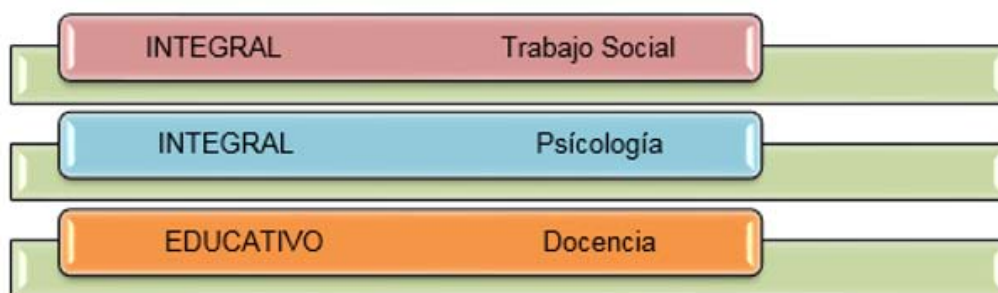 INTEGRAL Trabajo Social
INTEGRAL Psícología
EDUCATIVO Docencia